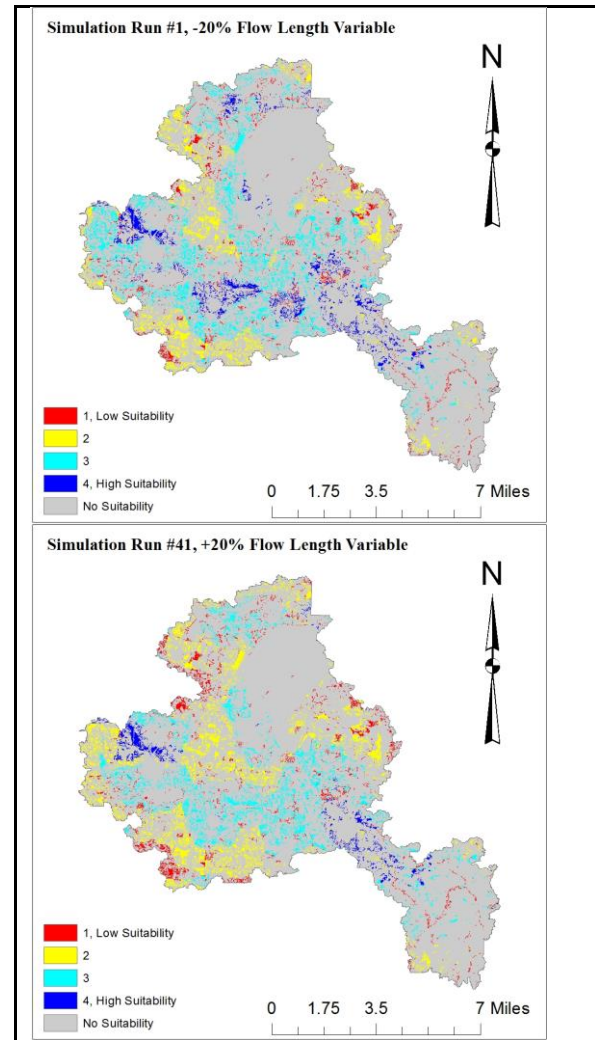 Simulation Run #1, -20% Flow Length Variable
N
1, Low Suitability
2
3
4, High Suitability
No Suitability
0 1.75 3.5 7 Miles
Simulation Run #41, +20% Flow Length Variable
N
1, Low Suitability
2
3
4, High Suitability
No Suitability
0 1.75 3.5 7 Miles